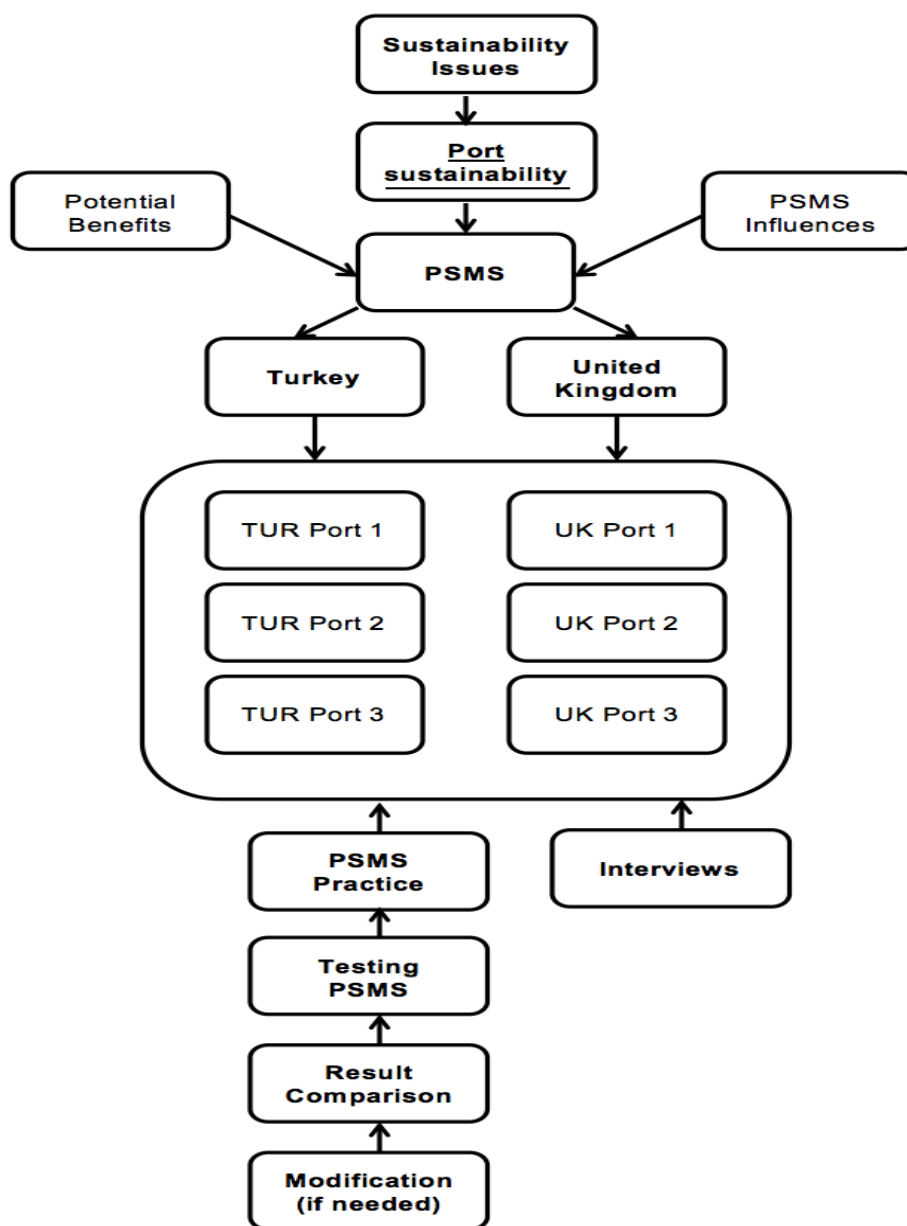 Sustainability
Issues
Port
sustainability
Potential
Benefits
PSMS
Influences
PSMS
Turkey
United
Kingdom
TUR Port 1
UK Port 1
TUR Port 2
UK Port 2
TUR Port 3
UK Port 3
PSMS
Practice
Interviews
Testing
PSMS
Result
Comparison
Modification
(if needed)